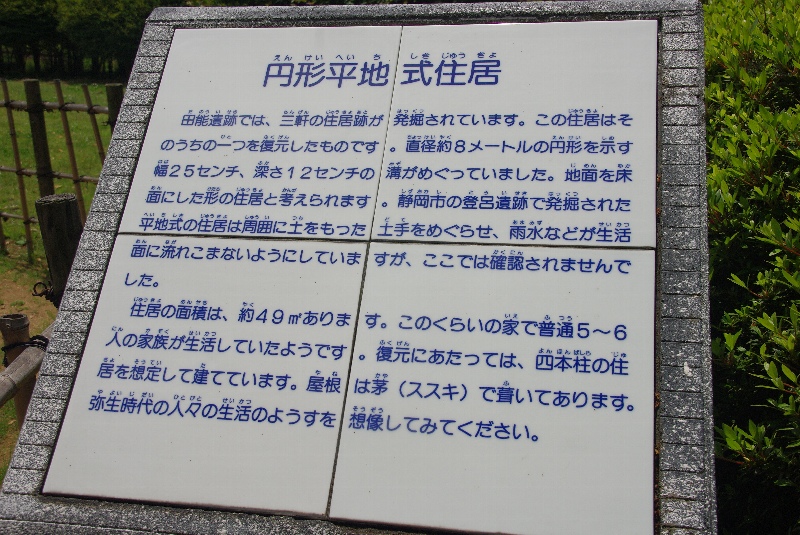 円形平地式住居
田能遺跡では、三軒の住居跡が発掘されています。この住居はそ
のうちの一つを復元したものです。直径約8メートルの円形を示す
幅25センチ、深さ12センチの溝がめぐっていました。地面を床
面にした形の住居と考えられます。静岡市の登呂遺跡で発掘された
平地式の住居は周囲に土をもった土手をめぐらせ、雨水などが生活
面に流れこまないようにしていますが、ここでは確認されませんで
した。
住居の面積は、約49㎡あります。このくらいの家で普通5〜6
人の家族が生活していたようです。復元にあたっては、四本柱の住
居を想定して建てています。屋根は茅（ススキ）で葺いてあります。
弥生時代の人々の生活のようすを想像してみてください。